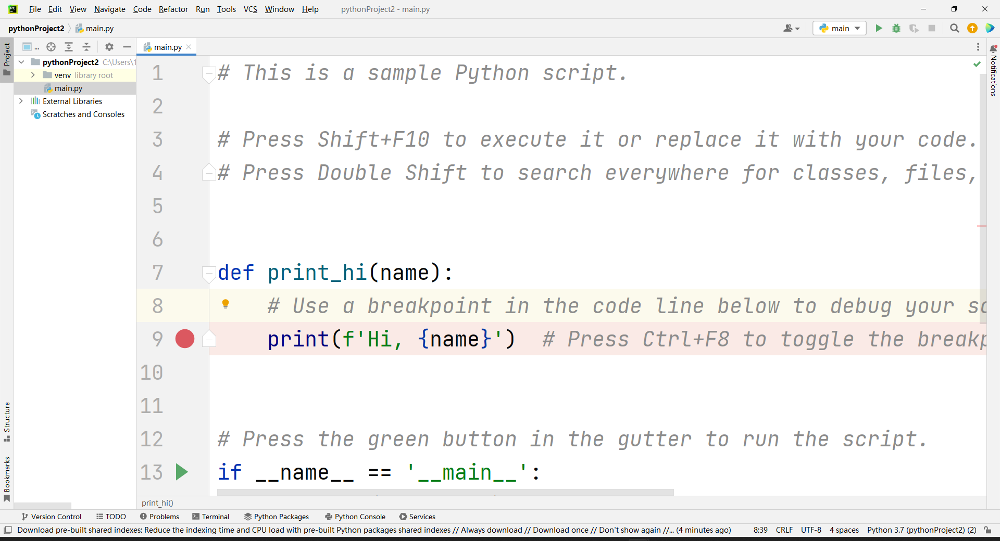 PC File Edit View Navigate Code Refactor Run Tools VCS Window Help pythonProject2 - main.py
pythonProject2 main.py
main
Project
...
main.py
pythonProject2 C:\Users\1
venv library root
main.py
External Libraries
Scratches and Consoles
Notifications
1 # This is a sample Python script.
2
3 # Press Shift+F10 to execute it or replace it with your code.
4 # Press Double Shift to search everywhere for classes, files,
5
6
7 def print_hi(name):
8 # Use a breakpoint in the code line below to debug your sc
9 print(f'Hi, {name}') # Press Ctrl+F8 to toggle the breakp
10
11
12 # Press the green button in the gutter to run the script.
13 if __name__ == '__main__':
Structure
Bookmarks
print_hi()
Version Control TODO Problems Terminal Python Packages Python Console Services
Download pre-built shared indexes: Reduce the indexing time and CPU load with pre-built Python packages shared indexes // Always download // Download once // Don't show again //... (4 minutes ago) 8:39 CRLF UTF-8 4 spaces Python 3.7 (pythonProject2) (2)